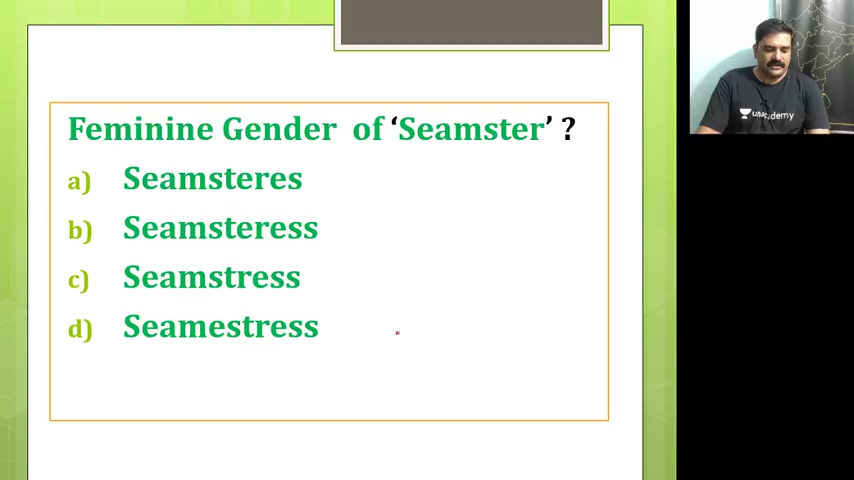 Feminine Gender of ‘Seamster’ ?
a) Seamsteres
b) Seamsteress
c) Seamstress
d) Seamestress
unacademy